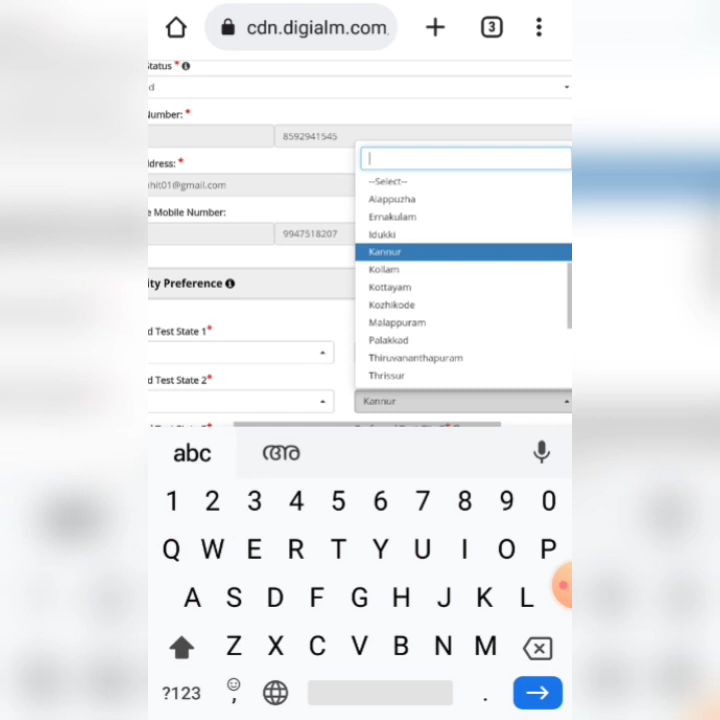 cdn.digialm.com
3
Status *
d
Number: *
8592941545
ddress: *
hit01@gmail.com
e Mobile Number:
9947518207
ity Preference
d Test State 1*
d Test State 2*
--Select--
Alappuzha
Ernakulam
Idukki
Kannur
Kollam
Kottayam
Kozhikode
Malappuram
Palakkad
Thiruvananthapuram
Thrissur
Kannur
abc അ
1 2 3 4 5 6 7 8 9 0
Q W E R T Y U I O P
A S D F G H J K L
Z X C V B N M
?123 , .